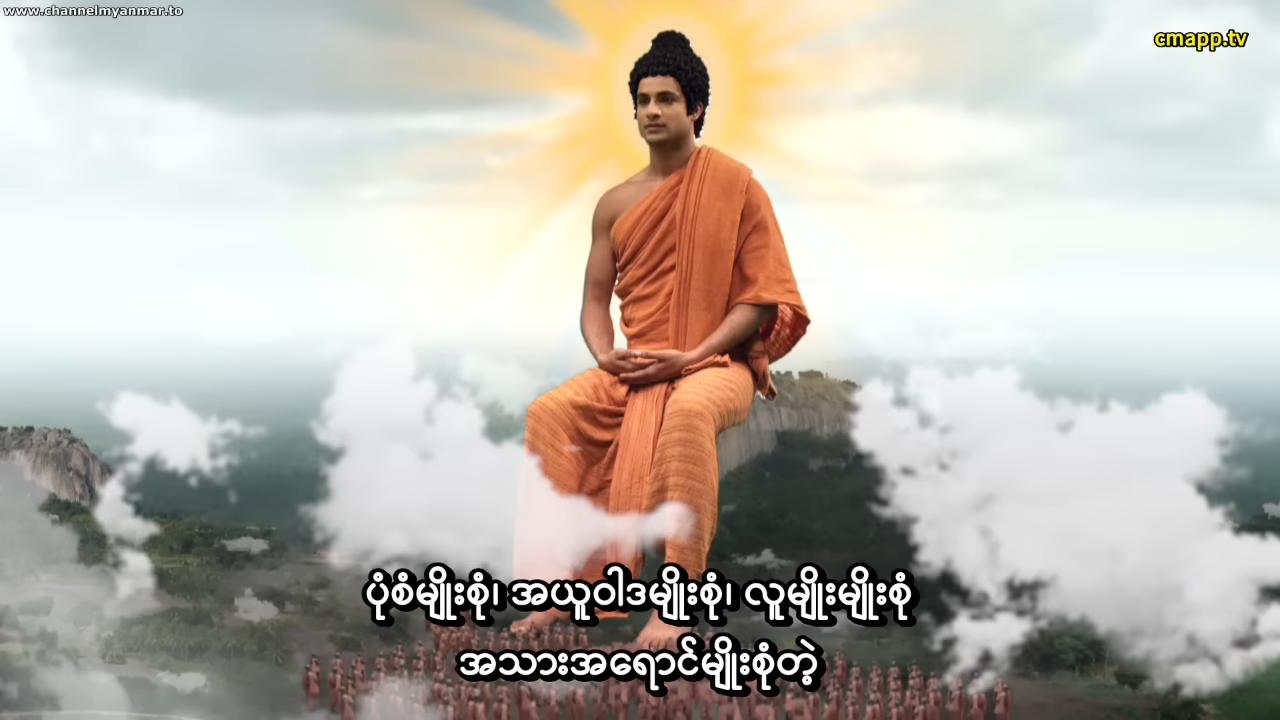 www.channelmyanmar.to
cmapp.tv
ပုံစံမျိုးစုံ၊ အယူဝါဒမျိုးစုံ၊ လူမျိုးမျိုးစုံ
အသားအရောင်မျိုးစုံတဲ့